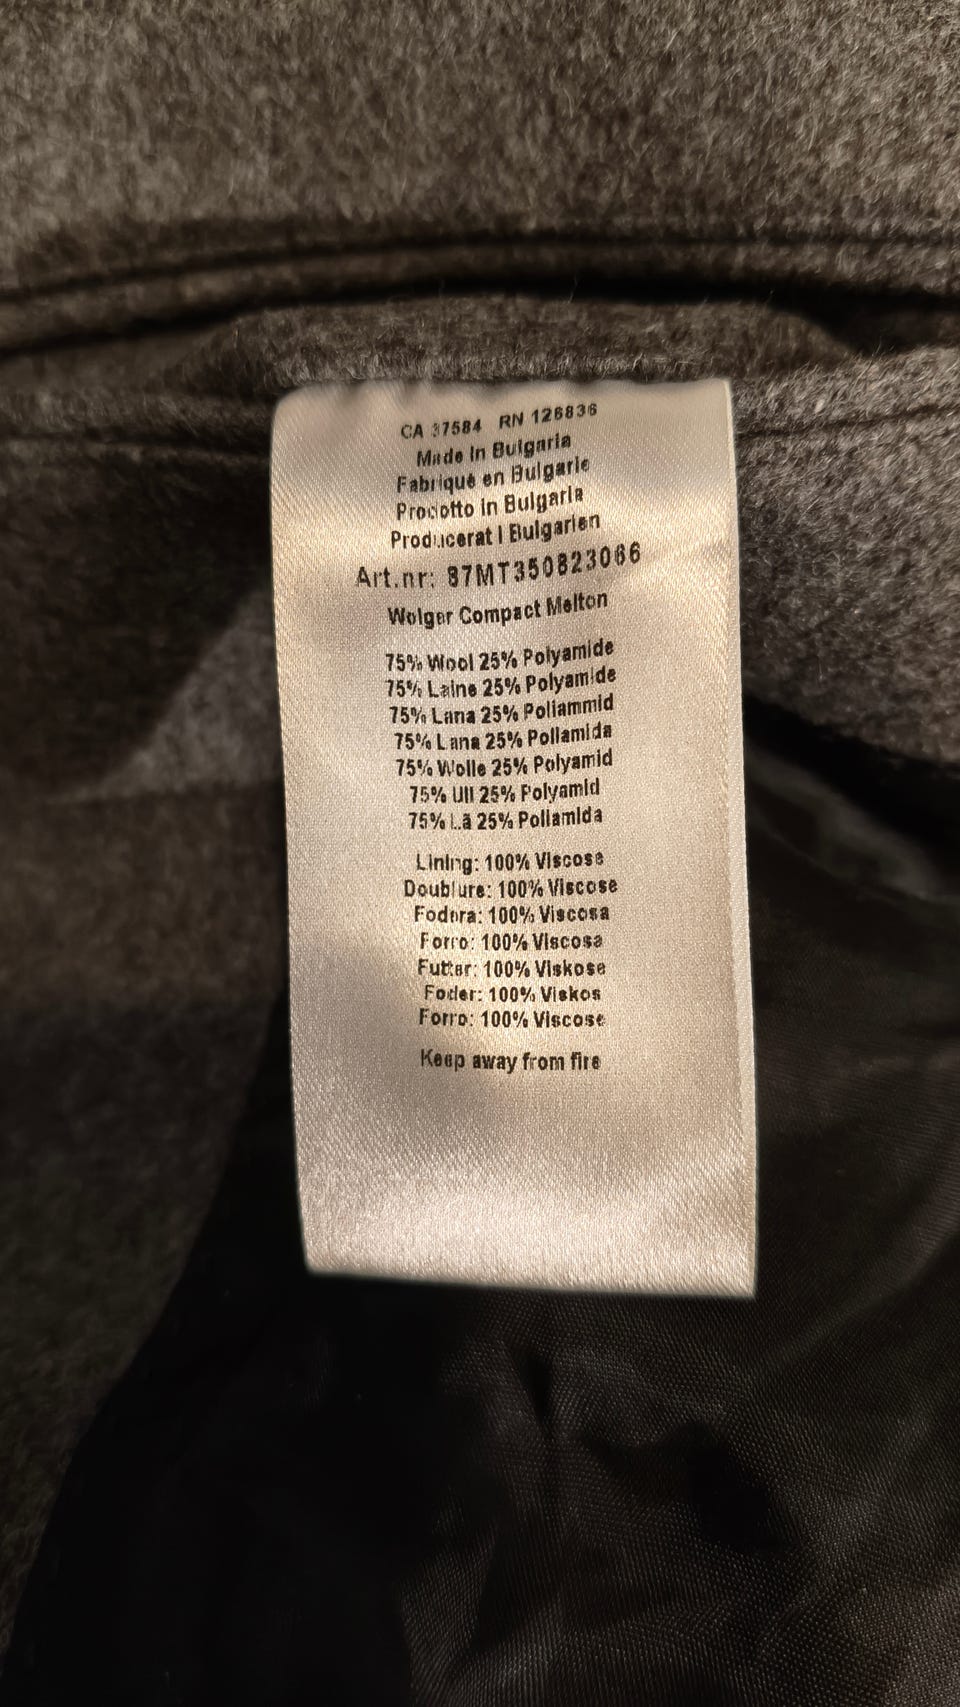 CA 37584 RN 126836
Made in Bulgaria
Fabriqué en Bulgarie
Prodotto in Bulgaria
Producerat I Bulgarien
Art.nr: 87MT350823066
Wolger Compact Melton
75% Wool 25% Polyamide
75% Laine 25% Polyamide
75% Lana 25% Poliammid
75% Lana 25% Poliamida
75% Wolle 25% Polyamid
75% Ull 25% Polyamid
75% Lã 25% Poliamida
Lining: 100% Viscose
Doublure: 100% Viscose
Fodera: 100% Viscosa
Forro: 100% Viscosa
Futter: 100% Viskose
Foder: 100% Viskos
Forro: 100% Viscose
Keep away from fire